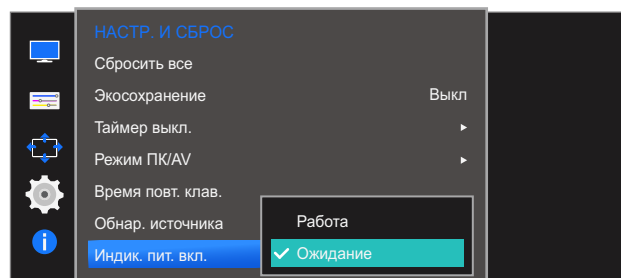 НАСТР. И СБРОС
Сбросить все
Экосохранение Выкл
Таймер выкл.
Режим ПК/AV
Время повт. клав.
Обнар. источника Работа
Индик. пит. вкл. Ожидание